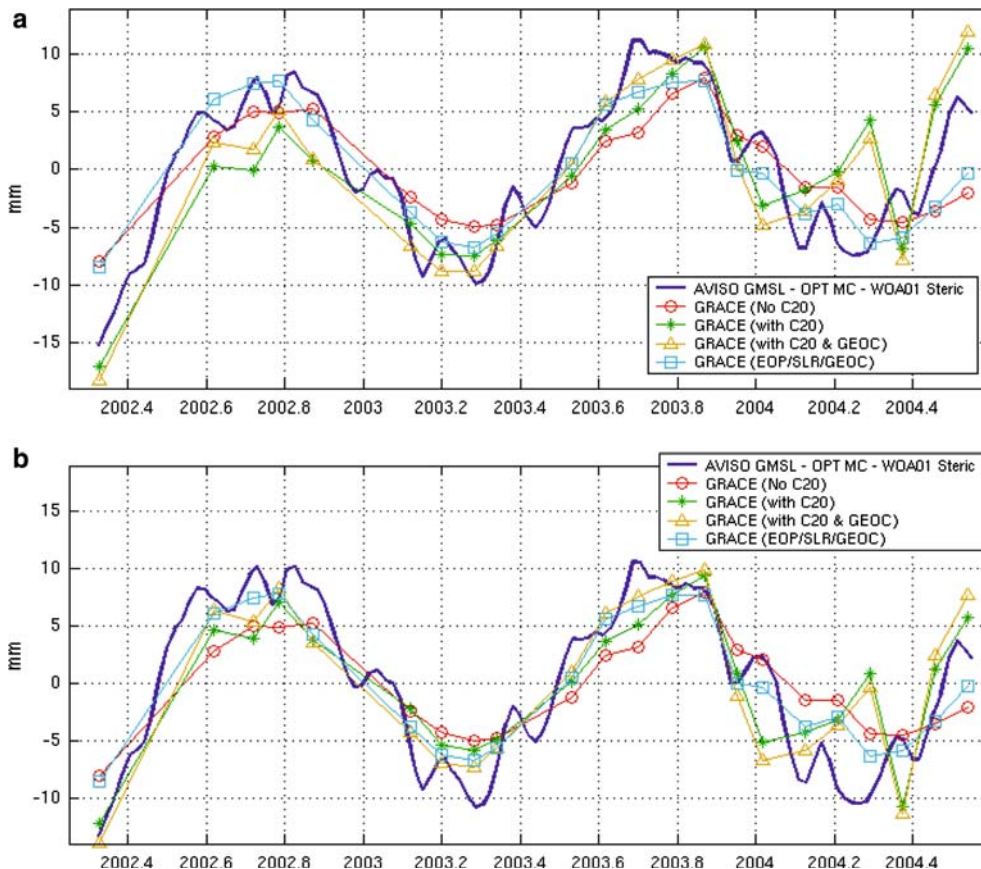 a
10
5
0
-5
-10
-15
mm
AVISO GMSL - OPT MC - WOA01 Steric
GRACE (No C20)
GRACE (with C20)
GRACE (with C20 & GEOC)
GRACE (EOP/SLR/GEOC)
2002.4 2002.6 2002.8 2003 2003.2 2003.4 2003.6 2003.8 2004 2004.2 2004.4
b
AVISO GMSL - OPT MC - WOA01 Steric
GRACE (No C20)
GRACE (with C20)
GRACE (with C20 & GEOC)
GRACE (EOP/SLR/GEOC)
15
10
5
0
-5
-10
mm
2002.4 2002.6 2002.8 2003 2003.2 2003.4 2003.6 2003.8 2004 2004.2 2004.4